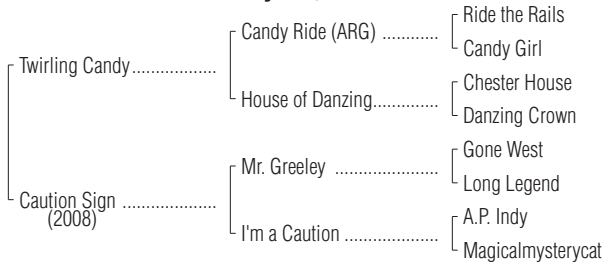 Ride the Rails
Candy Ride (ARG) ............
Candy Girl
Twirling Candy..................
Chester House
House of Danzing..............
Danzing Crown
Gone West
Mr. Greeley ......................
Long Legend
Caution Sign ....................
(2008)
A.P. Indy
I'm a Caution ....................
Magicalmysterycat